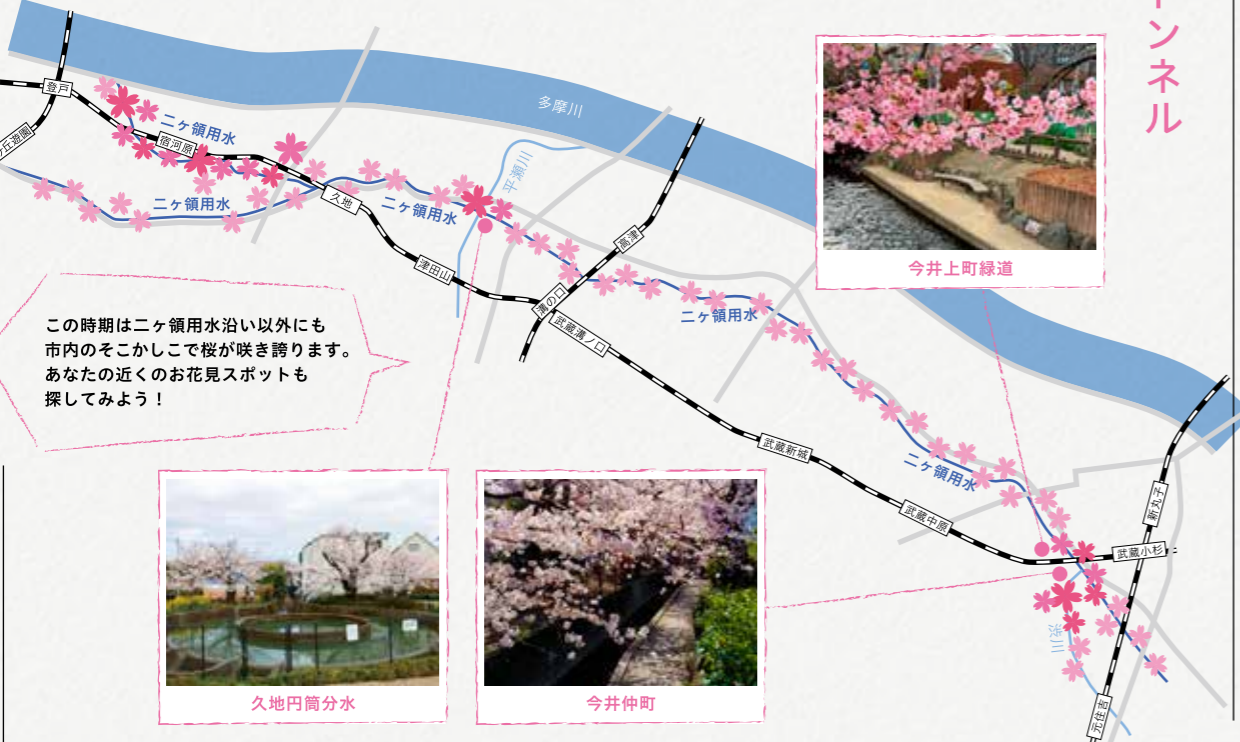 ンネル
多摩川
登戸
ヶ丘遊園
二ヶ領用水
宿河原
二ヶ領用水
久地
二ヶ領用水
津田山
高津
武蔵溝ノ口
二ヶ領用水
今井上町緑道
この時期は二ヶ領用水沿い以外にも
市内のそこかしこで桜が咲き誇ります。
あなたの近くのお花見スポットも
探してみよう！
武蔵新城
二ヶ領用水
武蔵中原
新丸子
武蔵小杉
渋川
元住吉
久地円筒分水
今井仲町